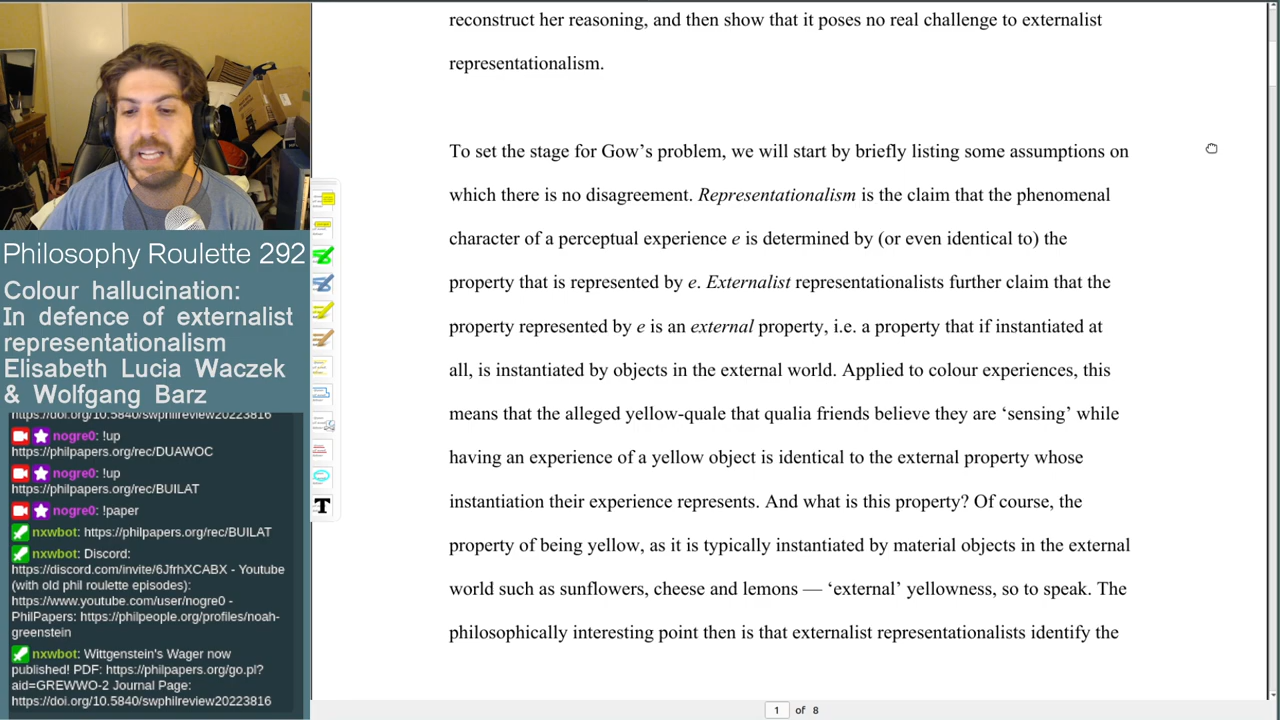 Philosophy Roulette 292
Colour hallucination:
In defence of externalist
representationalism
Elisabeth Lucia Waczek
& Wolfgang Barz
https://doi.org/10.5840/swphilreview20223816
nogre0: !up
https://philpapers.org/rec/DUAWOC
nogre0: !up
https://philpapers.org/rec/BUILAT
nogre0: !paper
nxwbot: https://philpapers.org/rec/BUILAT
nxwbot: Discord:
https://discord.com/invite/6JfrhXCABX - Youtube
(with old phil roulette episodes):
https://www.youtube.com/user/nogre0 -
PhilPapers: https://philpeople.org/profiles/noah-
greenstein
nxwbot: Wittgenstein's Wager now
published! PDF: https://philpapers.org/go.pl?
aid=GREWWO-2 Journal Page:
https://doi.org/10.5840/swphilreview20223816
reconstruct her reasoning, and then show that it poses no real challenge to externalist
representationalism.
To set the stage for Gow’s problem, we will start by briefly listing some assumptions on
which there is no disagreement. Representationalism is the claim that the phenomenal
character of a perceptual experience e is determined by (or even identical to) the
property that is represented by e. Externalist representationalists further claim that the
property represented by e is an external property, i.e. a property that if instantiated at
all, is instantiated by objects in the external world. Applied to colour experiences, this
means that the alleged yellow-quale that qualia friends believe they are ‘sensing’ while
having an experience of a yellow object is identical to the external property whose
instantiation their experience represents. And what is this property? Of course, the
property of being yellow, as it is typically instantiated by material objects in the external
world such as sunflowers, cheese and lemons — ‘external’ yellowness, so to speak. The
philosophically interesting point then is that externalist representationalists identify the
T
1 of 8